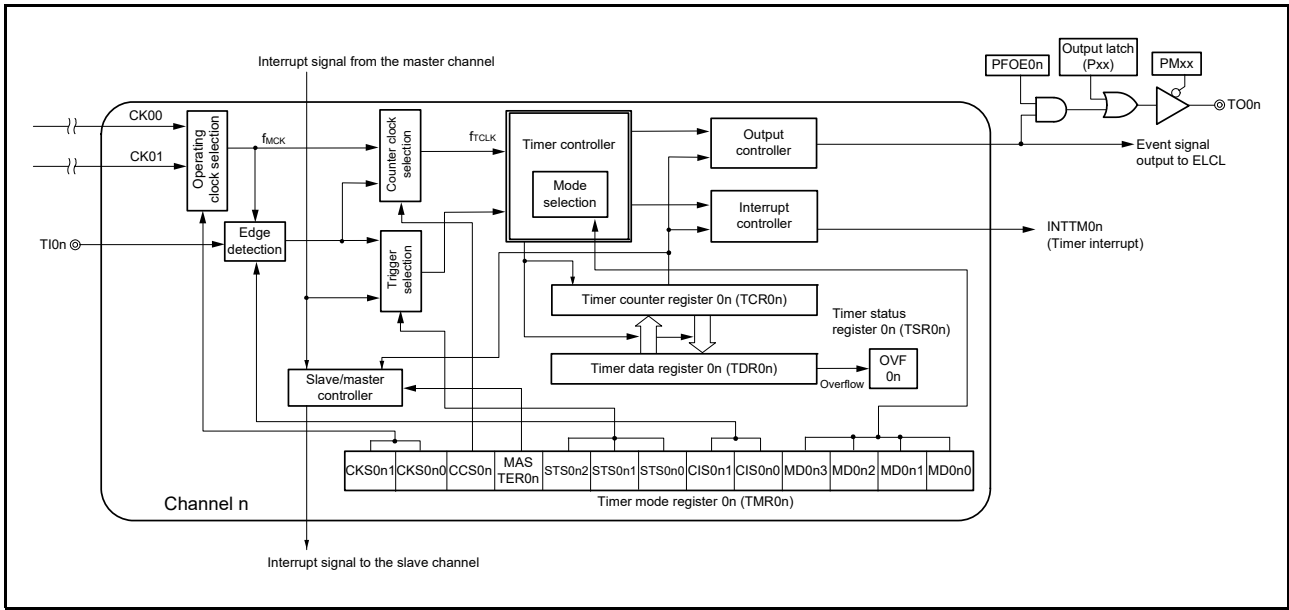 Interrupt signal from the master channel
PFOE0n
Output latch
(Pxx)
PMxx
TO0n
CK00
CK01
Operating
clock selection
fMCK
Counter clock
selection
fTCLK
Timer controller
Mode
selection
Output
controller
Event signal
output to ELCL
Interrupt
controller
INTTM0n
(Timer interrupt)
TI0n
Edge
detection
Trigger
selection
Timer counter register 0n (TCR0n)
Timer status
register 0n (TSR0n)
Timer data register 0n (TDR0n)
Overflow
OVF
0n
Slave/master
controller
CKS0n1
CKS0n0
CCS0n
MAS
TER0n
STS0n2
STS0n1
STS0n0
CIS0n1
CIS0n0
MD0n3
MD0n2
MD0n1
MD0n0
Timer mode register 0n (TMR0n)
Channel n
Interrupt signal to the slave channel